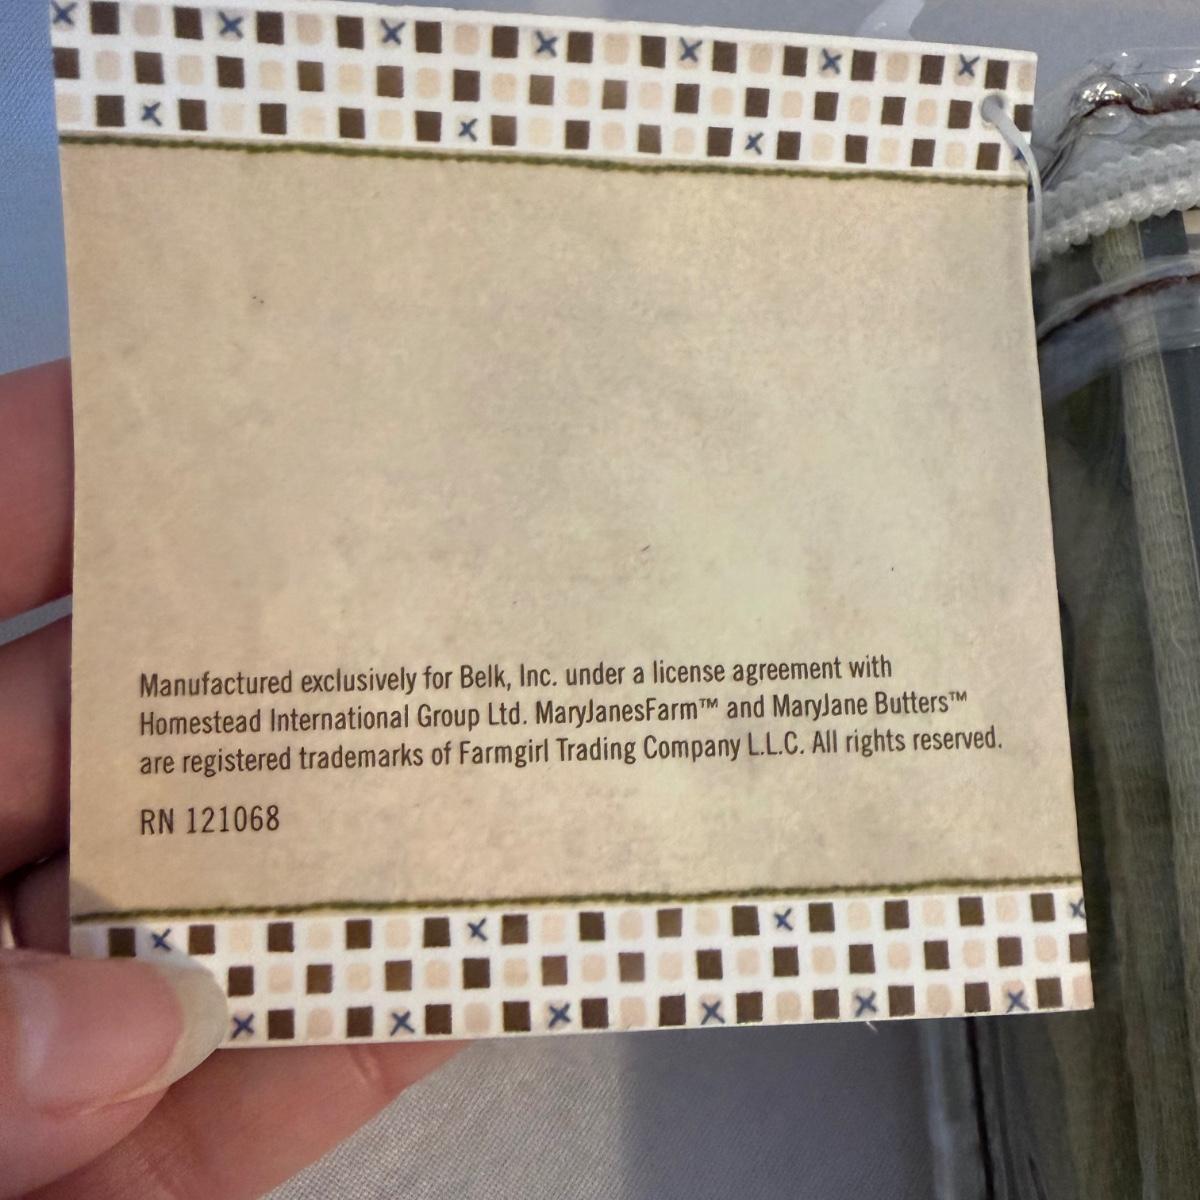 Manufactured exclusively for Belk, Inc. under a license agreement with
Homestead International Group Ltd. MaryJanesFarm™ and MaryJane Butters™
are registered trademarks of Farmgirl Trading Company L.L.C. All rights reserved.
RN 121068